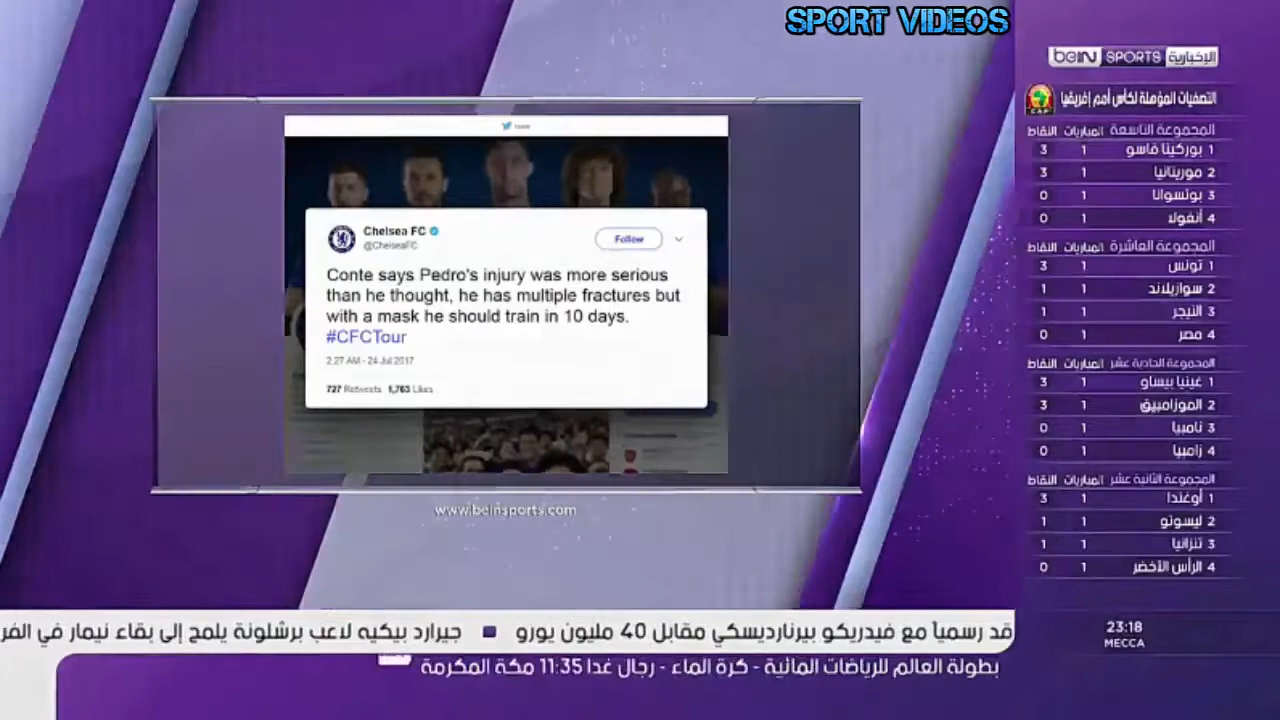 SPORT VIDEOS
beIN SPORTS الإخبارية
التصفيات المؤهلة لكأس أمم إفريقيا
المجموعة التاسعة المباريات النقاط
1 بوركينا فاسو 1 3
2 موريتانيا 1 3
3 بوتسوانا 1 0
4 أنغولا 1 0
المجموعة العاشرة المباريات النقاط
1 تونس 1 3
2 سوازيلاند 1 1
3 النيجر 1 1
4 مصر 1 0
المجموعة الحادية عشر المباريات النقاط
1 غينيا بيساو 1 3
2 الموزامبيق 1 3
3 نامبيا 1 0
4 زامبيا 1 0
المجموعة الثانية عشر المباريات النقاط
1 أوغندا 1 3
2 ليسوتو 1 1
3 تنزانيا 1 1
4 الرأس الأخضر 1 0
Chelsea FC
@ChelseaFC
Follow
Conte says Pedro's injury was more serious
than he thought, he has multiple fractures but
with a mask he should train in 10 days.
#CFCTour
2:27 AM - 24 Jul 2017
727 Retweets 1,763 Likes
www.beinsports.com
قد رسمياً مع فيدريكو بيرنارديسكي مقابل 40 مليون يورو ■ جيرارد بيكيه لاعب برشلونة يلمح إلى بقاء نيمار في الفر
بطولة العالم للرياضات المائية - كرة الماء - رجال غدا 11:35 مكة المكرمة
23:18
MECCA